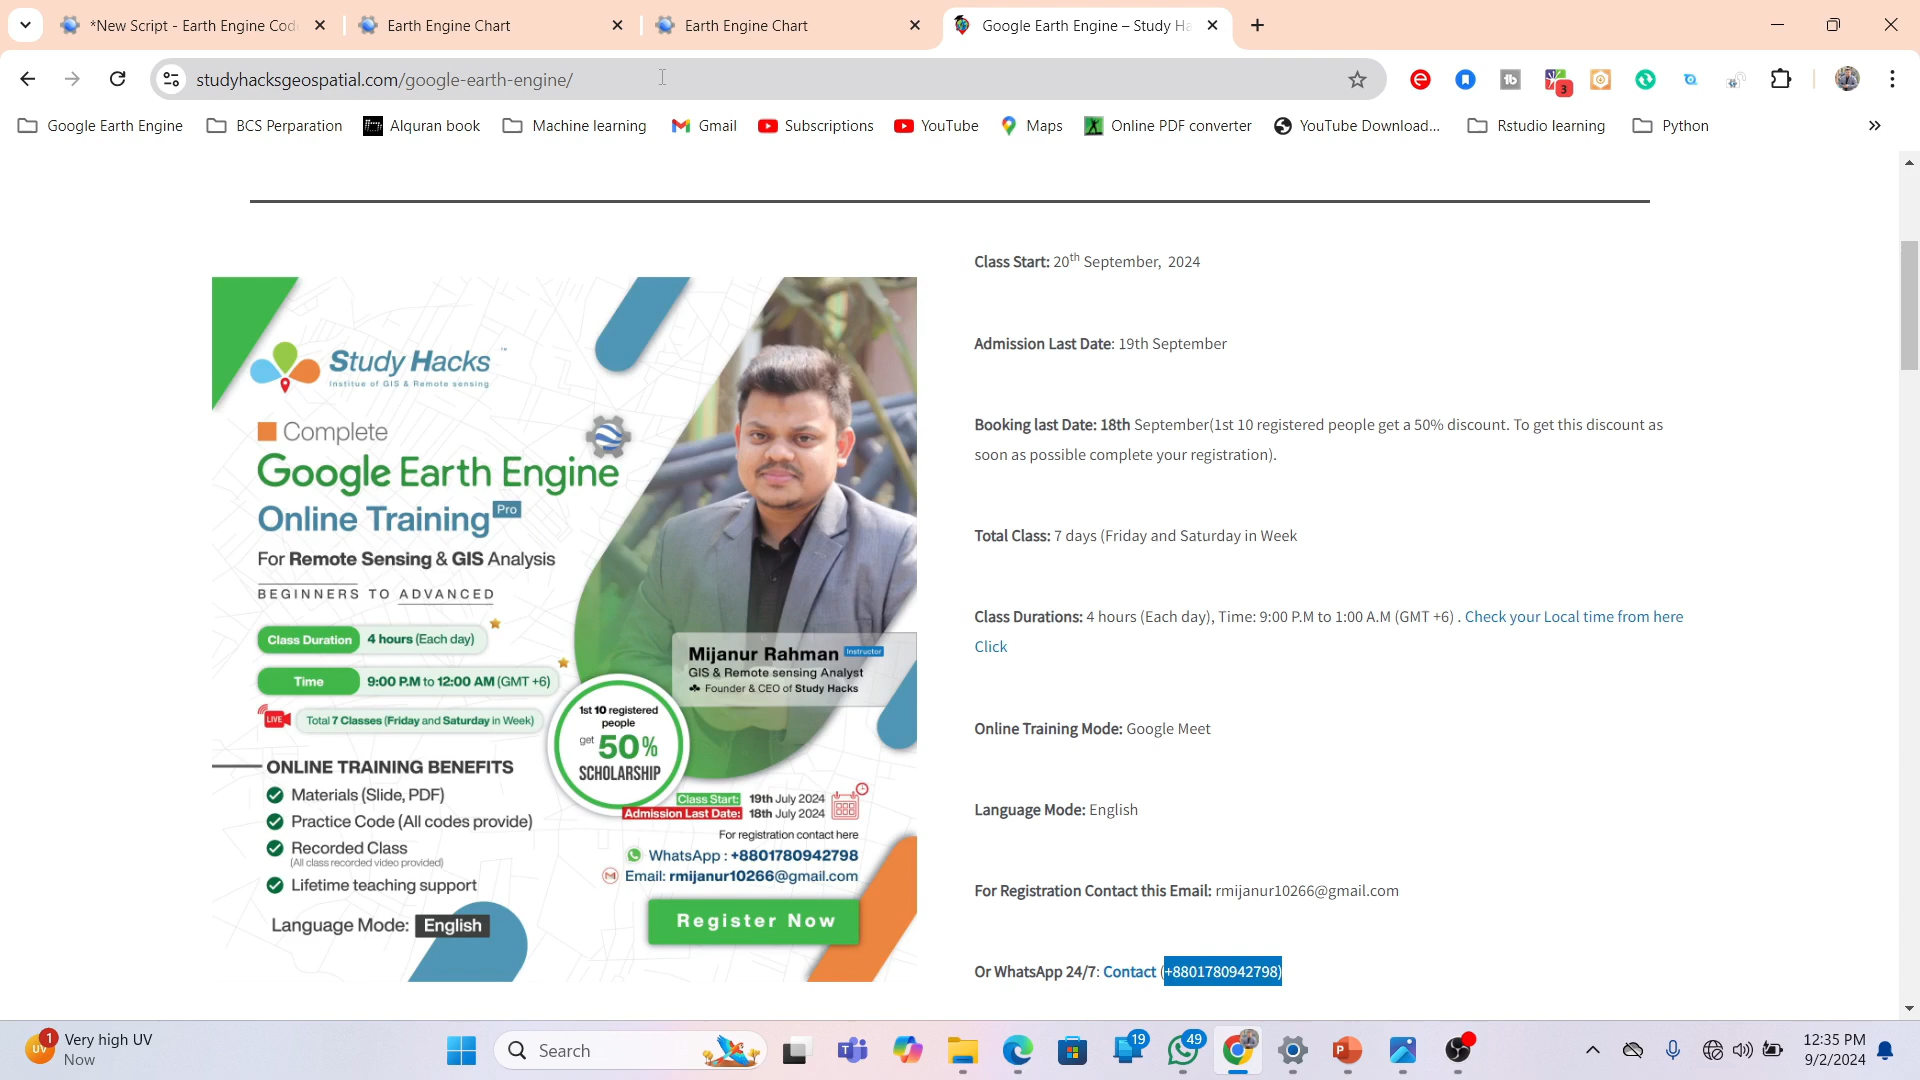 *New Script - Earth Engine Cod
Earth Engine Chart
Earth Engine Chart
Google Earth Engine – Study Ha
studyhacksgeospatial.com/google-earth-engine/
3
Google Earth Engine
BCS Perparation
Alquran book
Machine learning
Gmail
Subscriptions
YouTube
Maps
Online PDF converter
YouTube Download...
Rstudio learning
Python
Study Hacks ™
Institue of GIS & Remote sensing
Complete
Google Earth Engine
Online Training Pro
For Remote Sensing & GIS Analysis
BEGINNERS TO ADVANCED
Class Duration 4 hours (Each day)
Time 9:00 P.M to 12:00 AM (GMT +6)
LIVE Total 7 Classes (Friday and Saturday in Week)
Mijanur Rahman Instructor
GIS & Remote sensing Analyst
Founder & CEO of Study Hacks
1st 10 registered
people
get 50%
SCHOLARSHIP
ONLINE TRAINING BENEFITS
Materials (Slide, PDF)
Practice Code (All codes provide)
Recorded Class
(All class recorded video provided)
Lifetime teaching support
Language Mode: English
Class Start: 19th July 2024
Admission Last Date: 18th July 2024
For registration contact here
WhatsApp : +8801780942798
Email: rmijanur10266@gmail.com
Register Now
Class Start: 20th September, 2024
Admission Last Date: 19th September
Booking last Date: 18th September(1st 10 registered people get a 50% discount. To get this discount as
soon as possible complete your registration).
Total Class: 7 days (Friday and Saturday in Week
Class Durations: 4 hours (Each day), Time: 9:00 P.M to 1:00 A.M (GMT +6) . Check your Local time from here
Click
Online Training Mode: Google Meet
Language Mode: English
For Registration Contact this Email: rmijanur10266@gmail.com
Or WhatsApp 24/7: Contact (+8801780942798)
UV 1
Very high UV
Now
Search
19
49
12:35 PM
9/2/2024